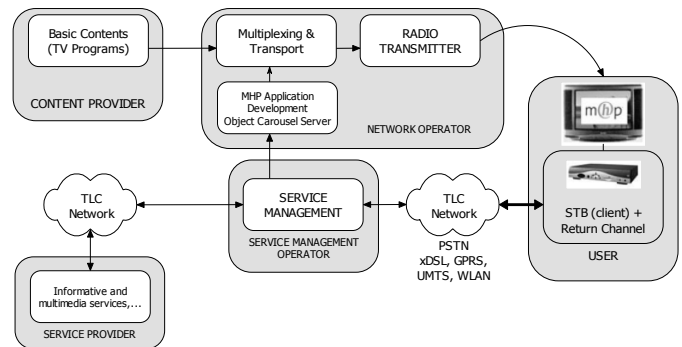 Basic Contents
(TV Programs)
CONTENT PROVIDER
Multiplexing &
Transport
RADIO
TRANSMITTER
MHP Application
Development
Object Carousel Server
NETWORK OPERATOR
m(h)p
STB (client) +
Return Channel
USER
TLC
Network
SERVICE
MANAGEMENT
SERVICE MANAGEMENT
OPERATOR
TLC
Network
PSTN
xDSL, GPRS,
UMTS, WLAN
Informative and
multimedia services,...
SERVICE PROVIDER